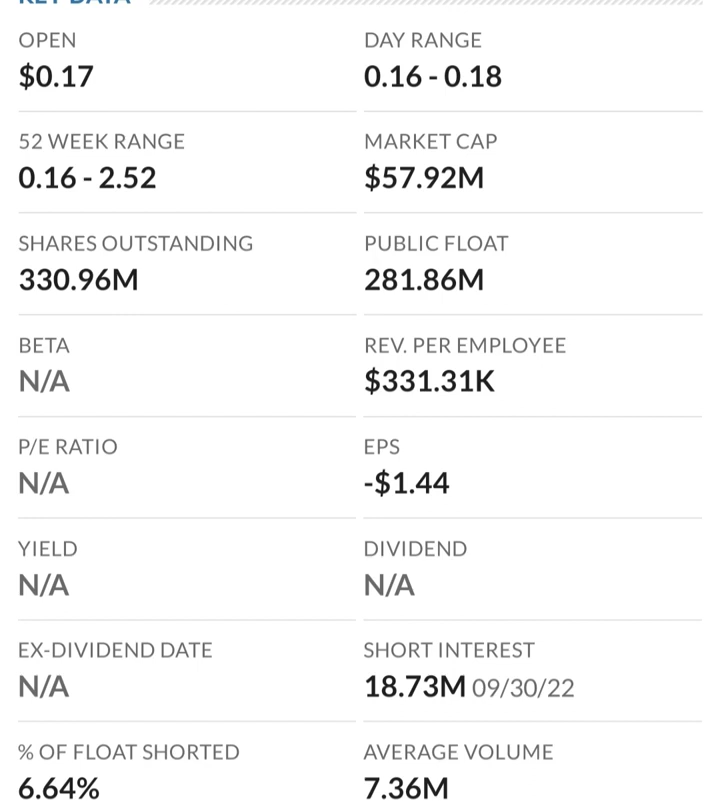 KEY DATA
OPEN DAY RANGE
$0.17 0.16 - 0.18
52 WEEK RANGE MARKET CAP
0.16 - 2.52 $57.92M
SHARES OUTSTANDING PUBLIC FLOAT
330.96M 281.86M
BETA REV. PER EMPLOYEE
N/A $331.31K
P/E RATIO EPS
N/A -$1.44
YIELD DIVIDEND
N/A N/A
EX-DIVIDEND DATE SHORT INTEREST
N/A 18.73M 09/30/22
% OF FLOAT SHORTED AVERAGE VOLUME
6.64% 7.36M